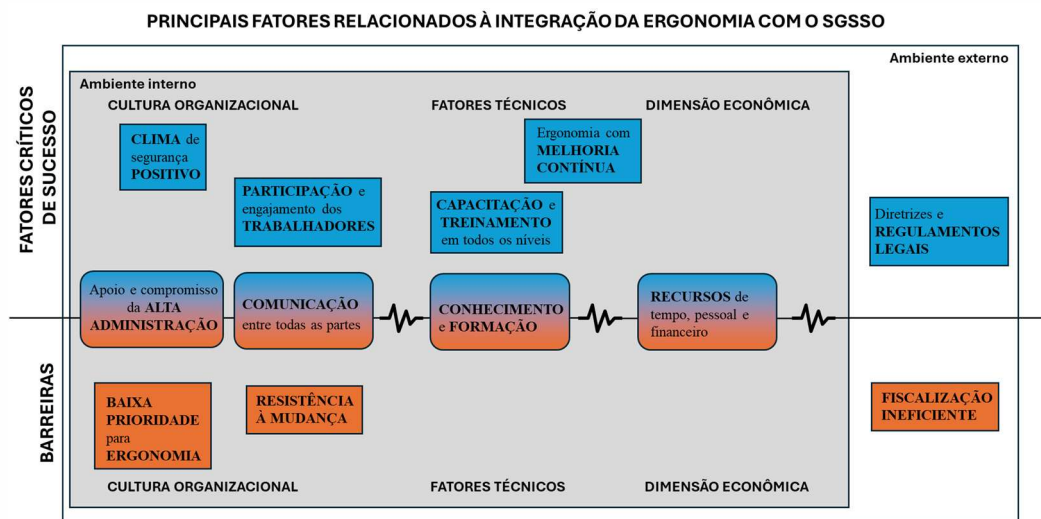 PRINCIPAIS FATORES RELACIONADOS À INTEGRAÇÃO DA ERGONOMIA COM O SGSSO
Ambiente externo
Ambiente interno
CULTURA ORGANIZACIONAL
FATORES TÉCNICOS
DIMENSÃO ECONÔMICA
FATORES CRÍTICOS
DE SUCESSO
CLIMA de
segurança
POSITIVO
Ergonomia com
MELHORIA
CONTÍNUA
PARTICIPAÇÃO e
engajamento dos
TRABALHADORES
CAPACITAÇÃO e
TREINAMENTO
em todos os níveis
Diretrizes e
REGULAMENTOS
LEGAIS
Apoio e compromisso
da ALTA
ADMINISTRAÇÃO
COMUNICAÇÃO
entre todas as partes
CONHECIMENTO
e FORMAÇÃO
RECURSOS de
tempo, pessoal e
financeiro
BARREIRAS
BAIXA
PRIORIDADE
para
ERGONOMIA
RESISTÊNCIA
À MUDANÇA
FISCALIZAÇÃO
INEFICIENTE
CULTURA ORGANIZACIONAL
FATORES TÉCNICOS
DIMENSÃO ECONÔMICA